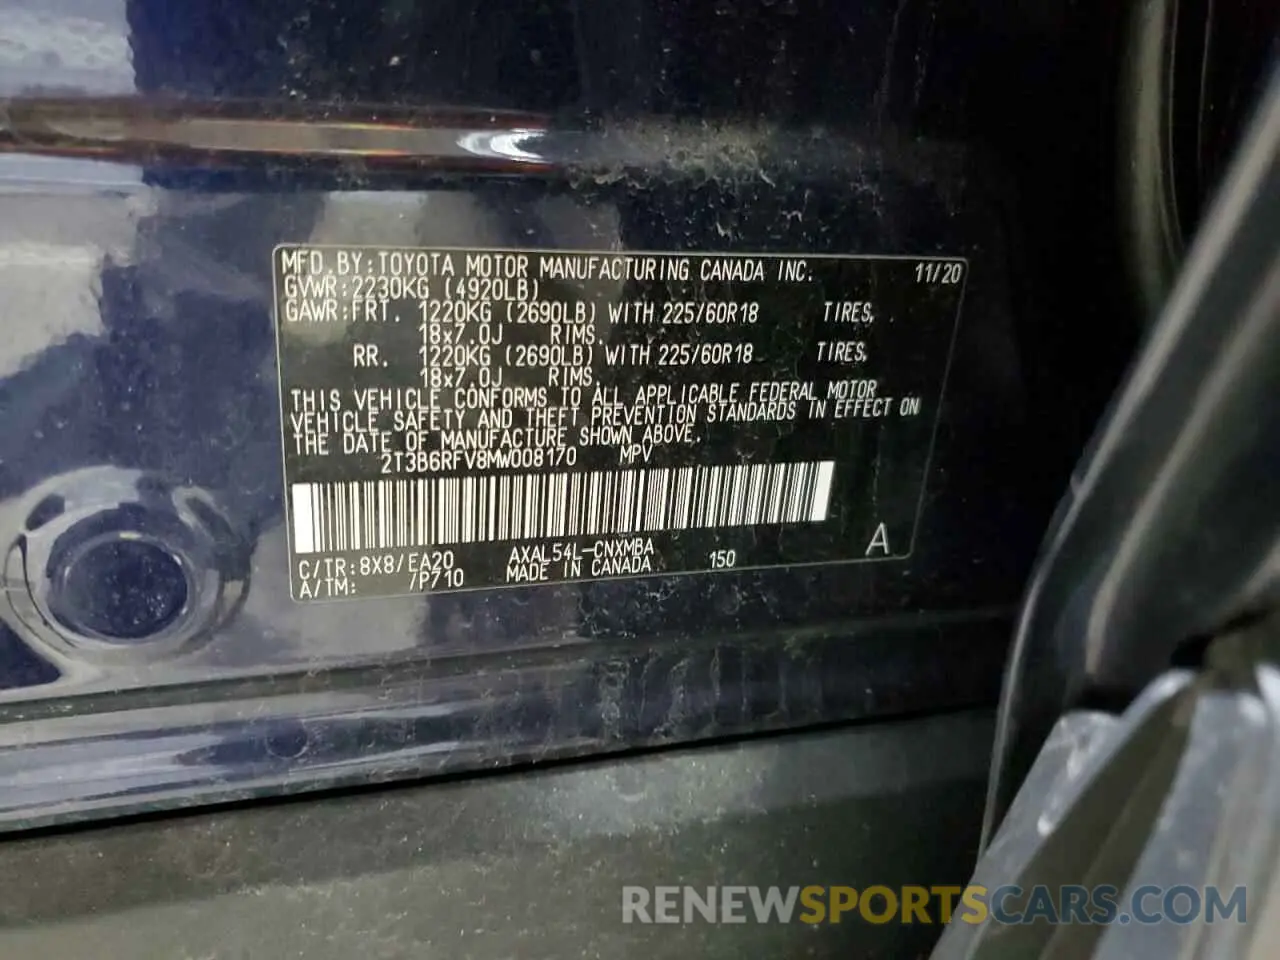 MFD.BY:TOYOTA MOTOR MANUFACTURING CANADA INC. 11/20
GVWR:2230KG (4920LB)
GAWR:FRT. 1220KG (2690LB) WITH 225/60R18 TIRES,
18x7.0J RIMS.
RR. 1220KG (2690LB) WITH 225/60R18 TIRES,
18x7.0J RIMS.
THIS VEHICLE CONFORMS TO ALL APPLICABLE FEDERAL MOTOR
VEHICLE SAFETY AND THEFT PREVENTION STANDARDS IN EFFECT ON
THE DATE OF MANUFACTURE SHOWN ABOVE.
2T3B6RFV8MW008170 MPV
C/TR:8X8/EA20 AXAL54L-CNXMBA 150 A
A/TM: /P710 MADE IN CANADA
RENEWSPORTSCARS.COM